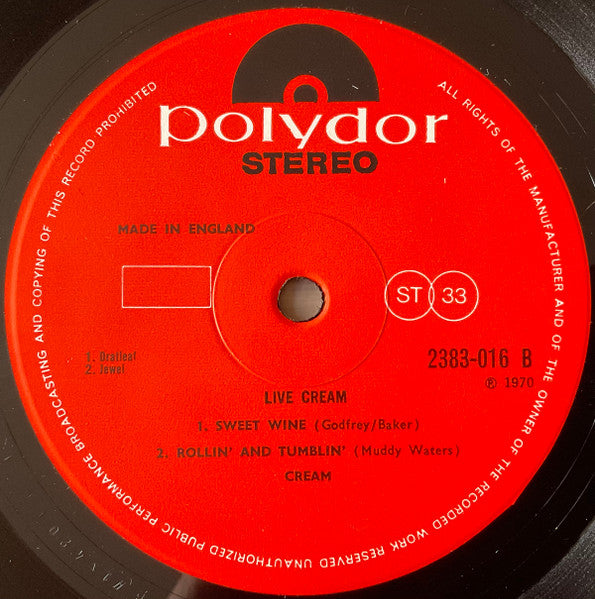 polydor
STEREO
MADE IN ENGLAND
ST 33
1. Dratleaf
2. Jewel
2383-016 B
℗ 1970
LIVE CREAM
1. SWEET WINE (Godfrey/Baker)
2. ROLLIN' AND TUMBLIN' (Muddy Waters)
CREAM
ALL RIGHTS OF THE MANUFACTURER AND OF THE OWNER OF THE RECORDED WORK RESERVED UNAUTHORIZED PUBLIC PERFORMANCE BROADCASTING AND COPYING OF THIS RECORD PROHIBITED